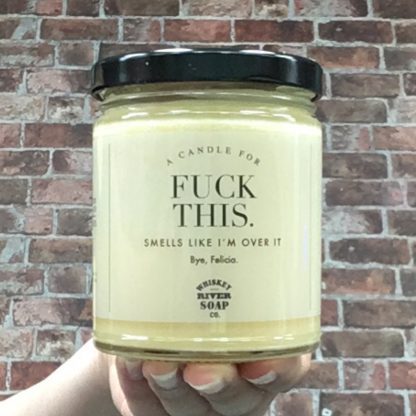 A CANDLE FOR
FUCK
THIS.
SMELLS LIKE I'M OVER IT
Bye, Felicia.
WHISKEY
RIVER
SOAP
CO.